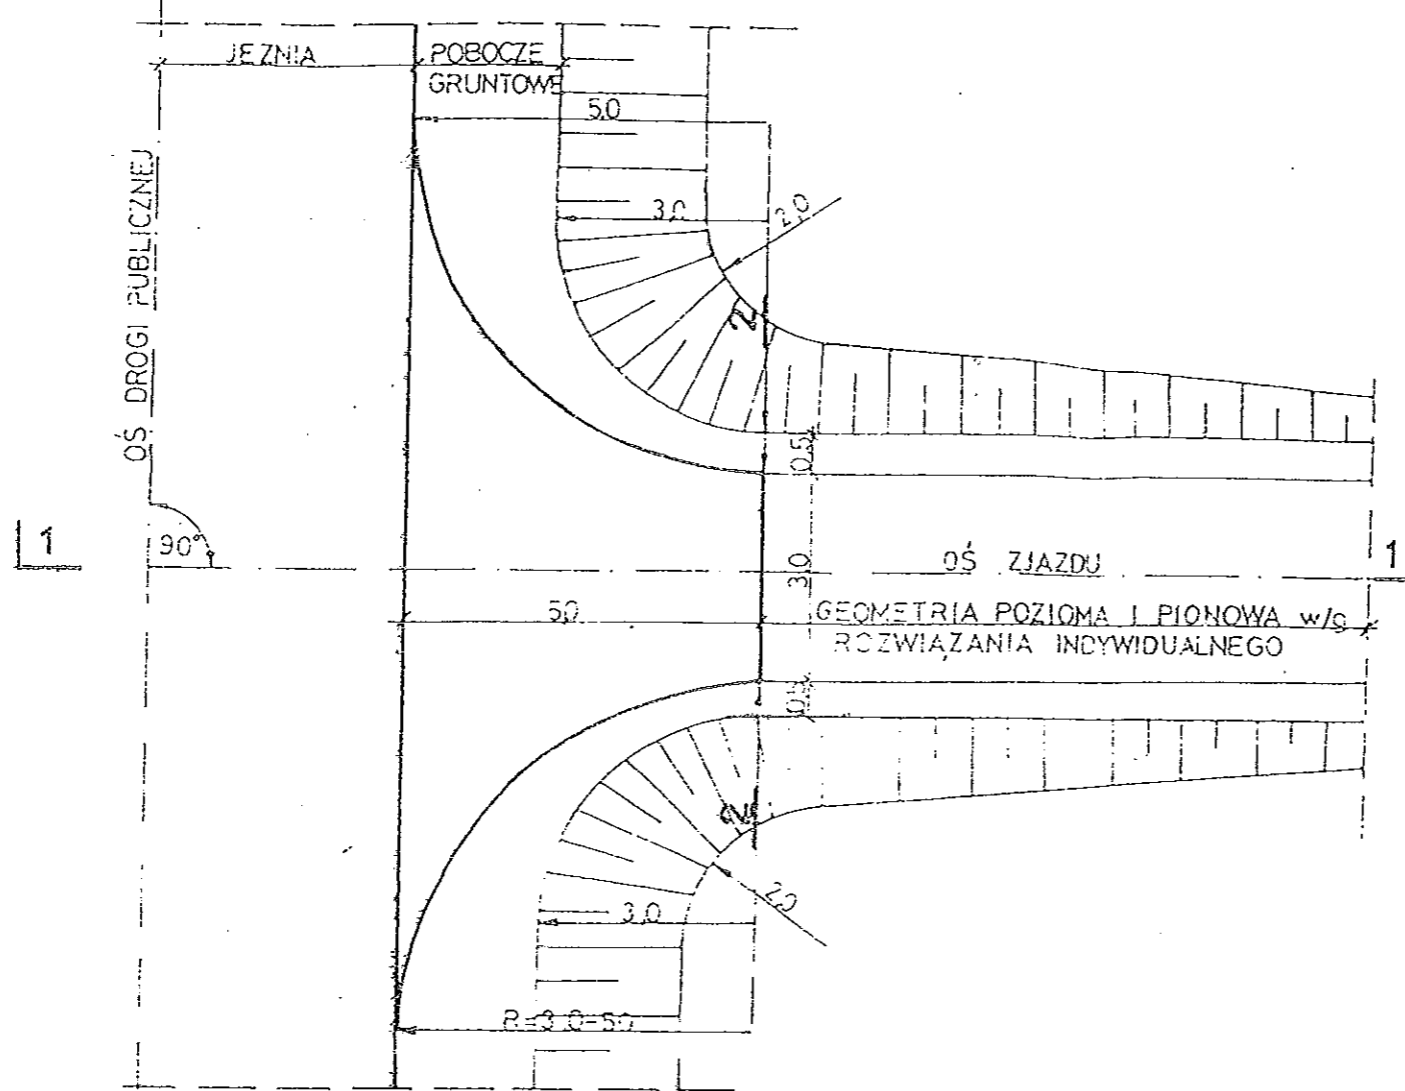 JEZNIA
POBOCZE
GRUNTOWE
5,0
OŚ DROGI PUBLICZNEJ
3,0
2,0
2
0,5
1
90°
OŚ ZJAZDU
1
3,0
5,0
GEOMETRIA POZIOMA I PIONOWA w/g
ROZWIĄZANIA INDYWIDUALNEGO
0,5
2
2,0
3,0
R=3,0-5,0